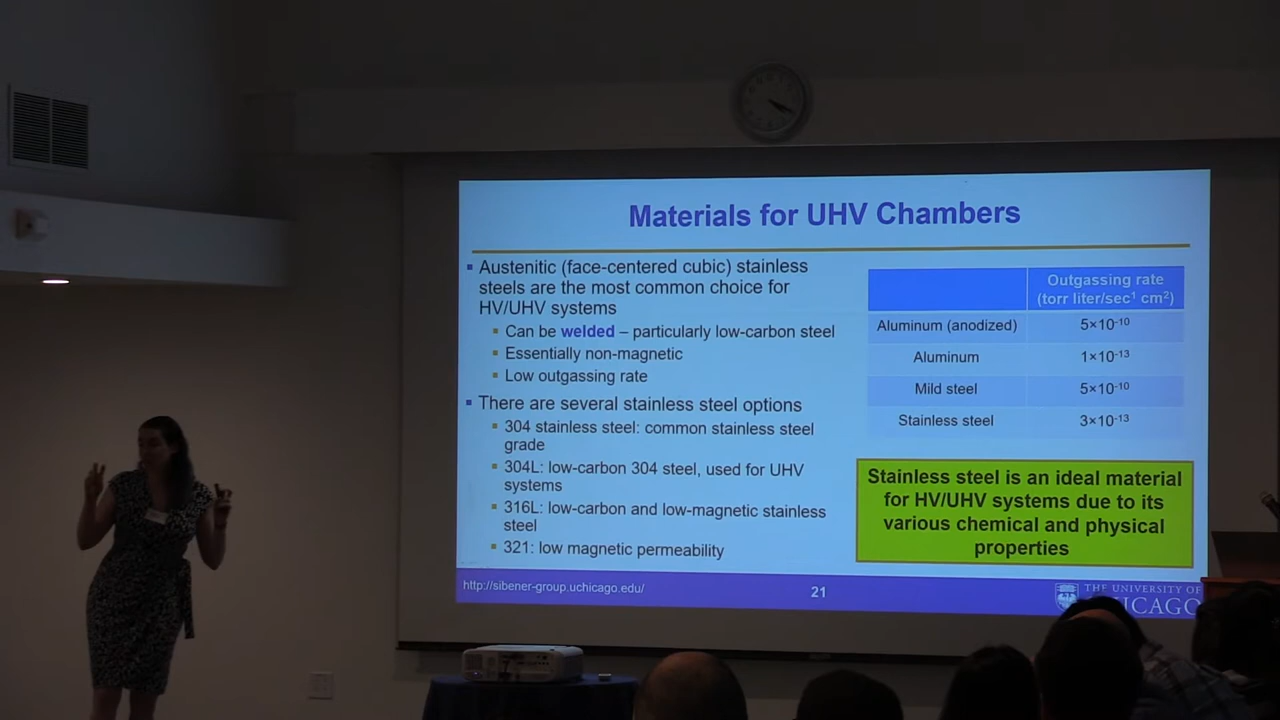 Materials for UHV Chambers
▪ Austenitic (face-centered cubic) stainless
steels are the most common choice for
HV/UHV systems
▪ Can be welded – particularly low-carbon steel
▪ Essentially non-magnetic
▪ Low outgassing rate
▪ There are several stainless steel options
▪ 304 stainless steel: common stainless steel
grade
▪ 304L: low-carbon 304 steel, used for UHV
systems
▪ 316L: low-carbon and low-magnetic stainless
steel
▪ 321: low magnetic permeability
Outgassing rate
(torr liter/sec¹ cm²)
Aluminum (anodized) 5×10⁻¹⁰
Aluminum 1×10⁻¹³
Mild steel 5×10⁻¹⁰
Stainless steel 3×10⁻¹³
Stainless steel is an ideal material
for HV/UHV systems due to its
various chemical and physical
properties
http://sibener-group.uchicago.edu/
21
THE UNIVERSITY OF